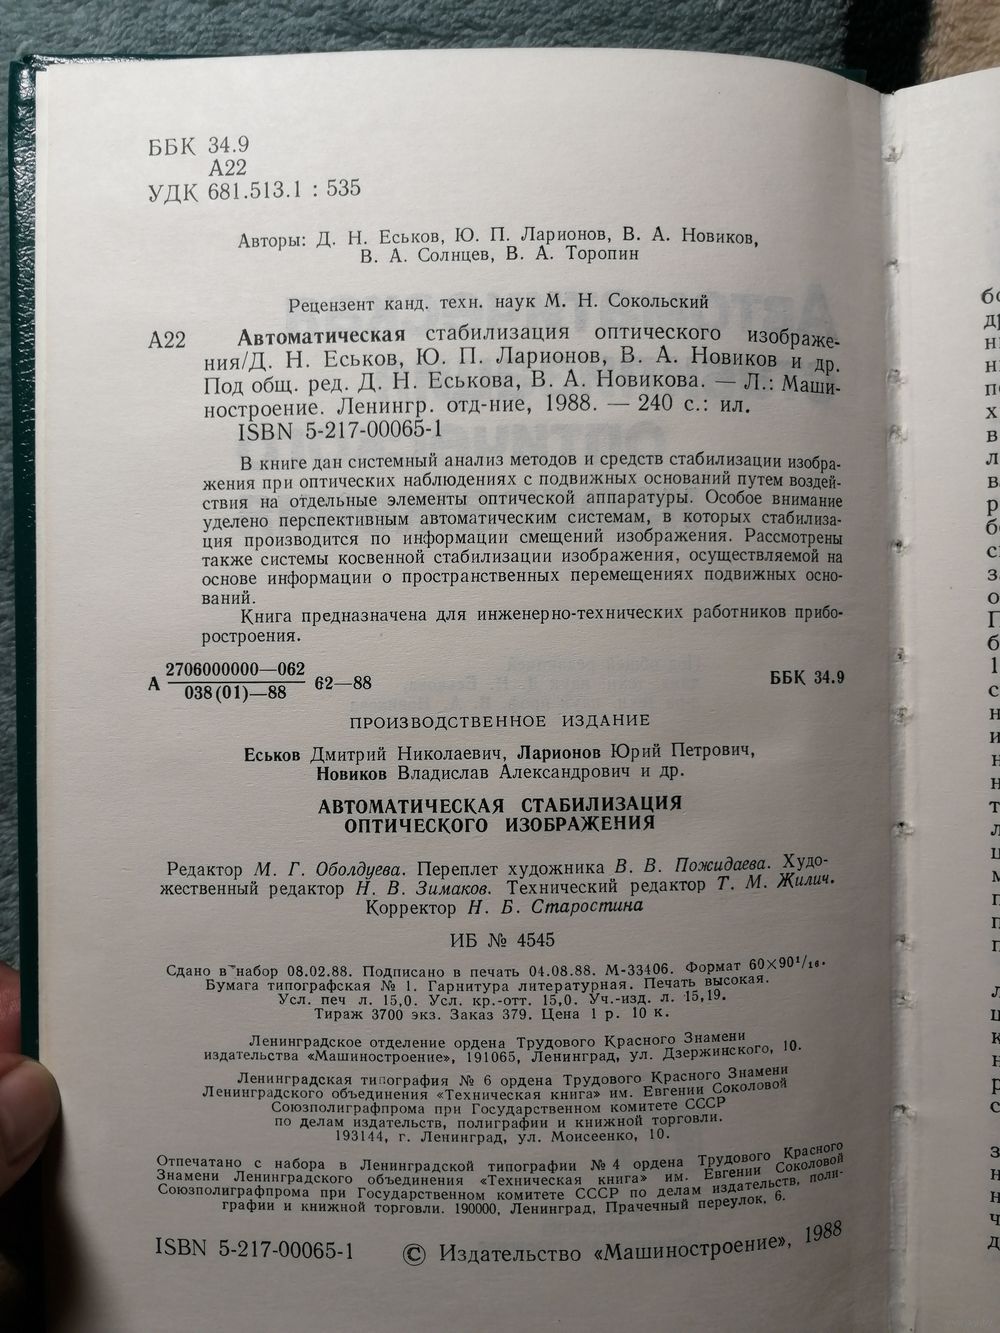 ББК 34.9
А22
УДК 681.513.1 : 535
Авторы: Д. Н. Еськов, Ю. П. Ларионов, В. А. Новиков,
В. А. Солнцев, В. А. Торопин
Рецензент канд. техн. наук М. Н. Сокольский
А22 Автоматическая стабилизация оптического изображе-
ния/Д. Н. Еськов, Ю. П. Ларионов, В. А. Новиков и др.
Под общ. ред. Д. Н. Еськова, В. А. Новикова. — Л.: Маши-
ностроение. Ленингр. отд-ние, 1988. — 240 с.: ил.
ISBN 5-217-00065-1
В книге дан системный анализ методов и средств стабилизации изобра-
жения при оптических наблюдениях с подвижных оснований путем воздей-
ствия на отдельные элементы оптической аппаратуры. Особое внимание
уделено перспективным автоматическим системам, в которых стабилиза-
ция производится по информации смещений изображения. Рассмотрены
также системы косвенной стабилизации изображения, осуществляемой на
основе информации о пространственных перемещениях подвижных осно-
ваний.
Книга предназначена для инженерно-технических работников прибо-
ростроения.
А 2706000000—062
038(01)—88 62—88 ББК 34.9
ПРОИЗВОДСТВЕННОЕ ИЗДАНИЕ
Еськов Дмитрий Николаевич, Ларионов Юрий Петрович,
Новиков Владислав Александрович и др.
АВТОМАТИЧЕСКАЯ СТАБИЛИЗАЦИЯ
ОПТИЧЕСКОГО ИЗОБРАЖЕНИЯ
Редактор М. Г. Оболдуева. Переплет художника В. В. Пожидаева. Худо-
жественный редактор Н. В. Зимаков. Технический редактор Т. М. Жилич.
Корректор Н. Б. Старостина
ИБ № 4545
Сдано в набор 08.02.88. Подписано в печать 04.08.88. М-33406. Формат 60×90¹/₁₆.
Бумага типографская № 1. Гарнитура литературная. Печать высокая.
Усл. печ л. 15,0. Усл. кр.-отт. 15,0. Уч.-изд. л. 15,19.
Тираж 3700 экз. Заказ 379. Цена 1 р. 10 к.
Ленинградское отделение ордена Трудового Красного Знамени
издательства «Машиностроение», 191065, Ленинград, ул. Дзержинского, 10.
Ленинградская типография № 6 ордена Трудового Красного Знамени
Ленинградского объединения «Техническая книга» им. Евгении Соколовой
Союзполиграфпрома при Государственном комитете СССР
по делам издательств, полиграфии и книжной торговли.
193144, г. Ленинград, ул. Моисеенко, 10.
Отпечатано с набора в Ленинградской типографии № 4 ордена Трудового Красного
Знамени Ленинградского объединения «Техническая книга» им. Евгении Соколовой
Союзполиграфпрома при Государственном комитете СССР по делам издательств, поли-
графии и книжной торговли. 190000, Ленинград, Прачечный переулок, 6.
ISBN 5-217-00065-1 © Издательство «Машиностроение», 1988